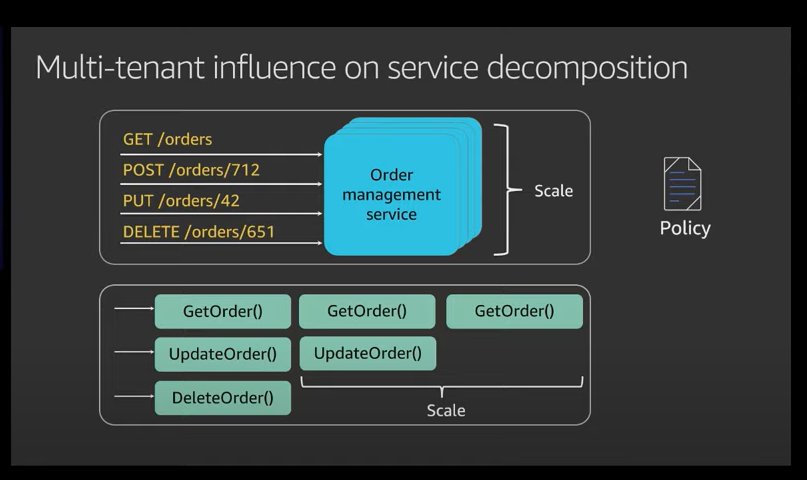 Multi-tenant influence on service decomposition
GET /orders
POST /orders/712
PUT /orders/42
DELETE /orders/651
Order
management
service
Scale
Policy
GetOrder()
GetOrder()
GetOrder()
UpdateOrder()
UpdateOrder()
DeleteOrder()
Scale